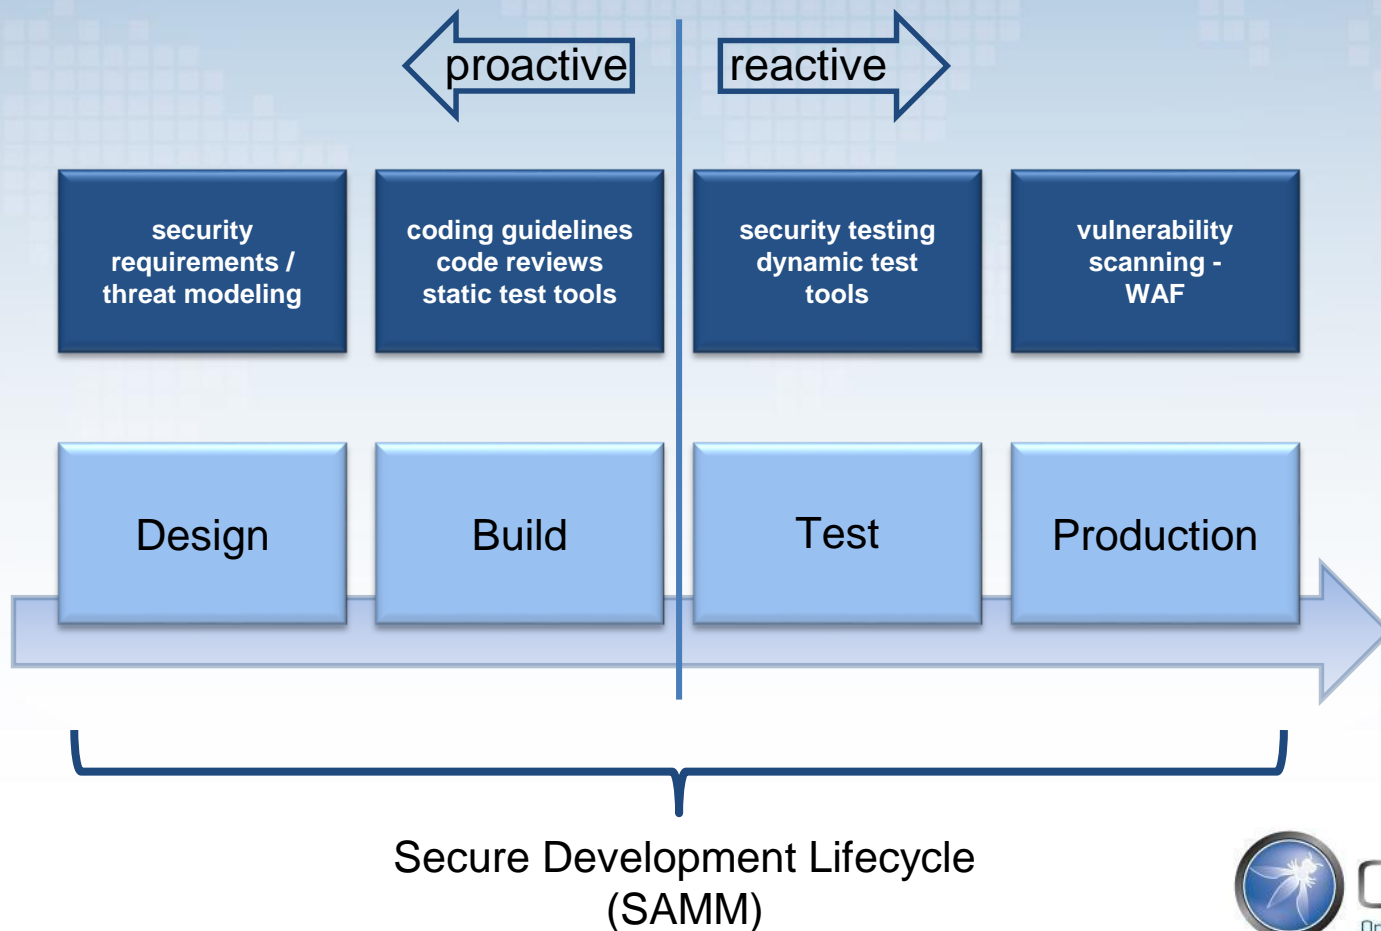 proactive
reactive
security
requirements /
threat modeling
coding guidelines
code reviews
static test tools
security testing
dynamic test
tools
vulnerability
scanning -
WAF
Design
Build
Test
Production
Secure Development Lifecycle
(SAMM)